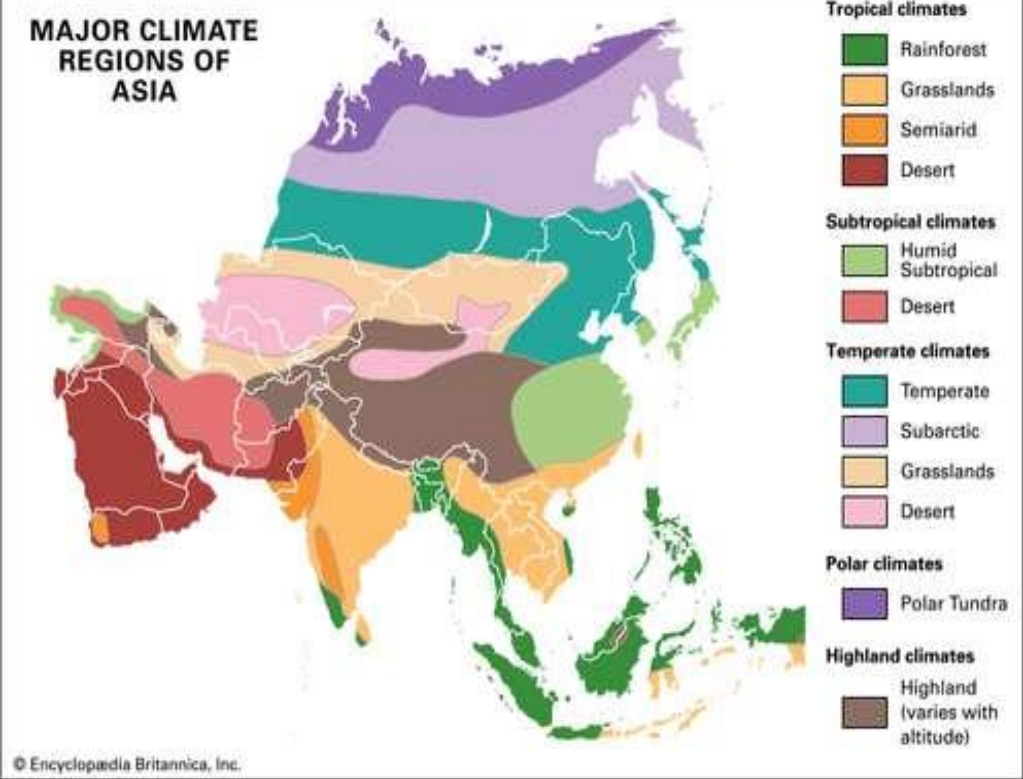 MAJOR CLIMATE
REGIONS OF
ASIA
Tropical climates
Rainforest
Grasslands
Semiarid
Desert
Subtropical climates
Humid
Subtropical
Desert
Temperate climates
Temperate
Subarctic
Grasslands
Desert
Polar climates
Polar Tundra
Highland climates
Highland
(varies with
altitude)
© Encyclopædia Britannica, Inc.